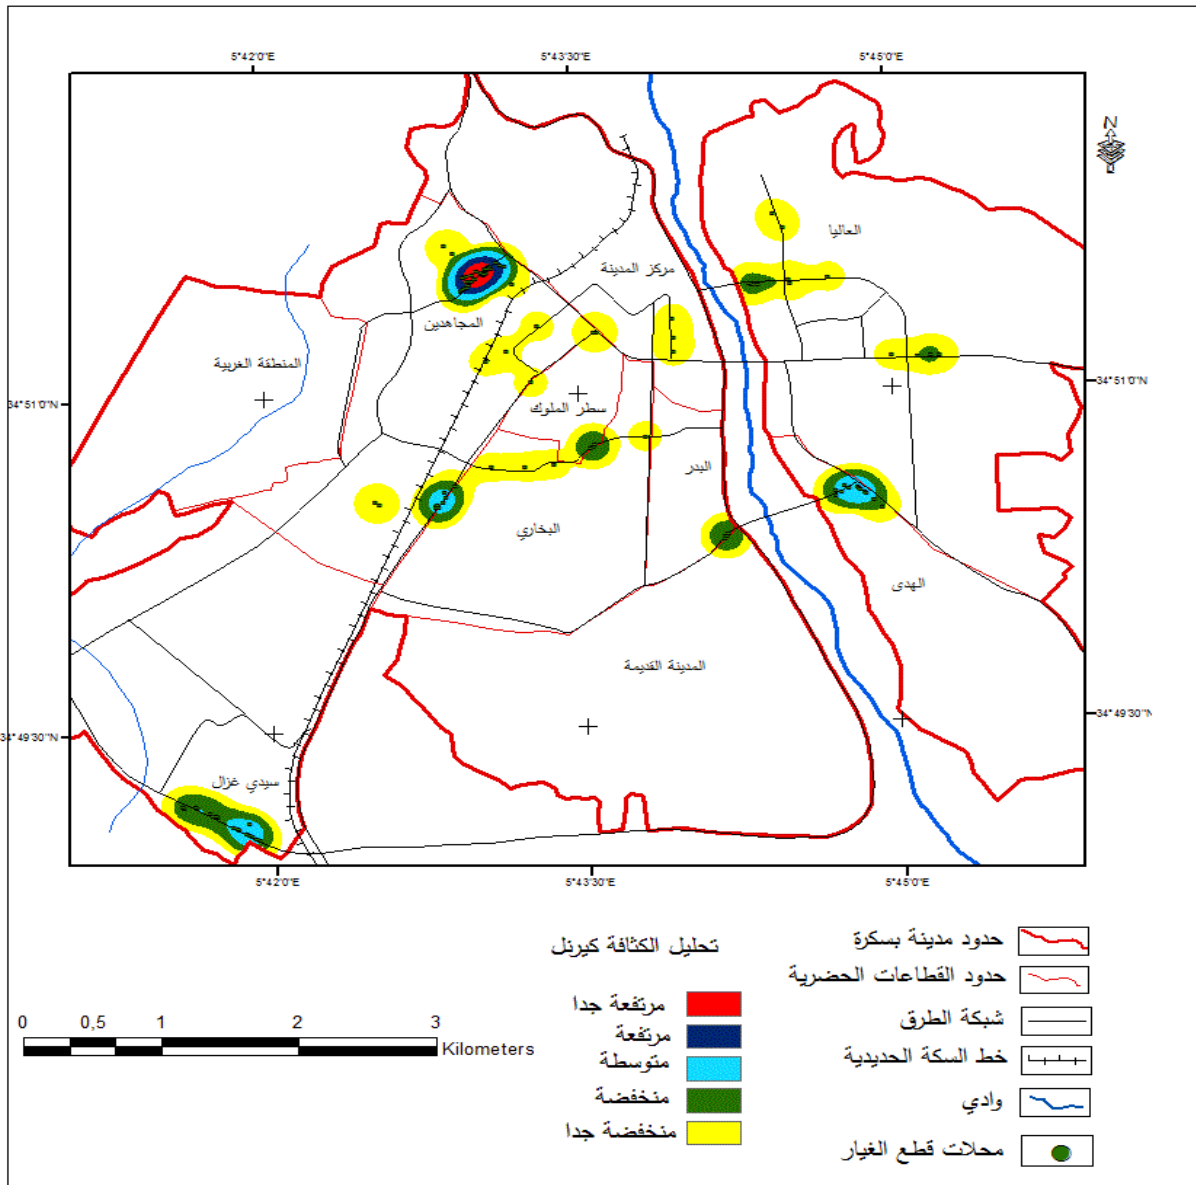 5°42'0"E
5°43'30"E
5°45'0"E
N
العاليا
مركز المدينة
المجاهدين
المنطقة الغربية
34°51'0"N
34°51'0"N
سطر الملوك
البدر
البخاري
الهدى
المدينة القديمة
34°49'30"N
34°49'30"N
سيدي غزال
5°42'0"E
5°43'30"E
5°45'0"E
تحليل الكثافة كيرنل
مرتفعة جدا
مرتفعة
متوسطة
منخفضة
منخفضة جدا
حدود مدينة بسكرة
حدود القطاعات الحضرية
شبكة الطرق
خط السكة الحديدية
وادي
محلات قطع الغيار
0 0,5 1 2 3
Kilometers